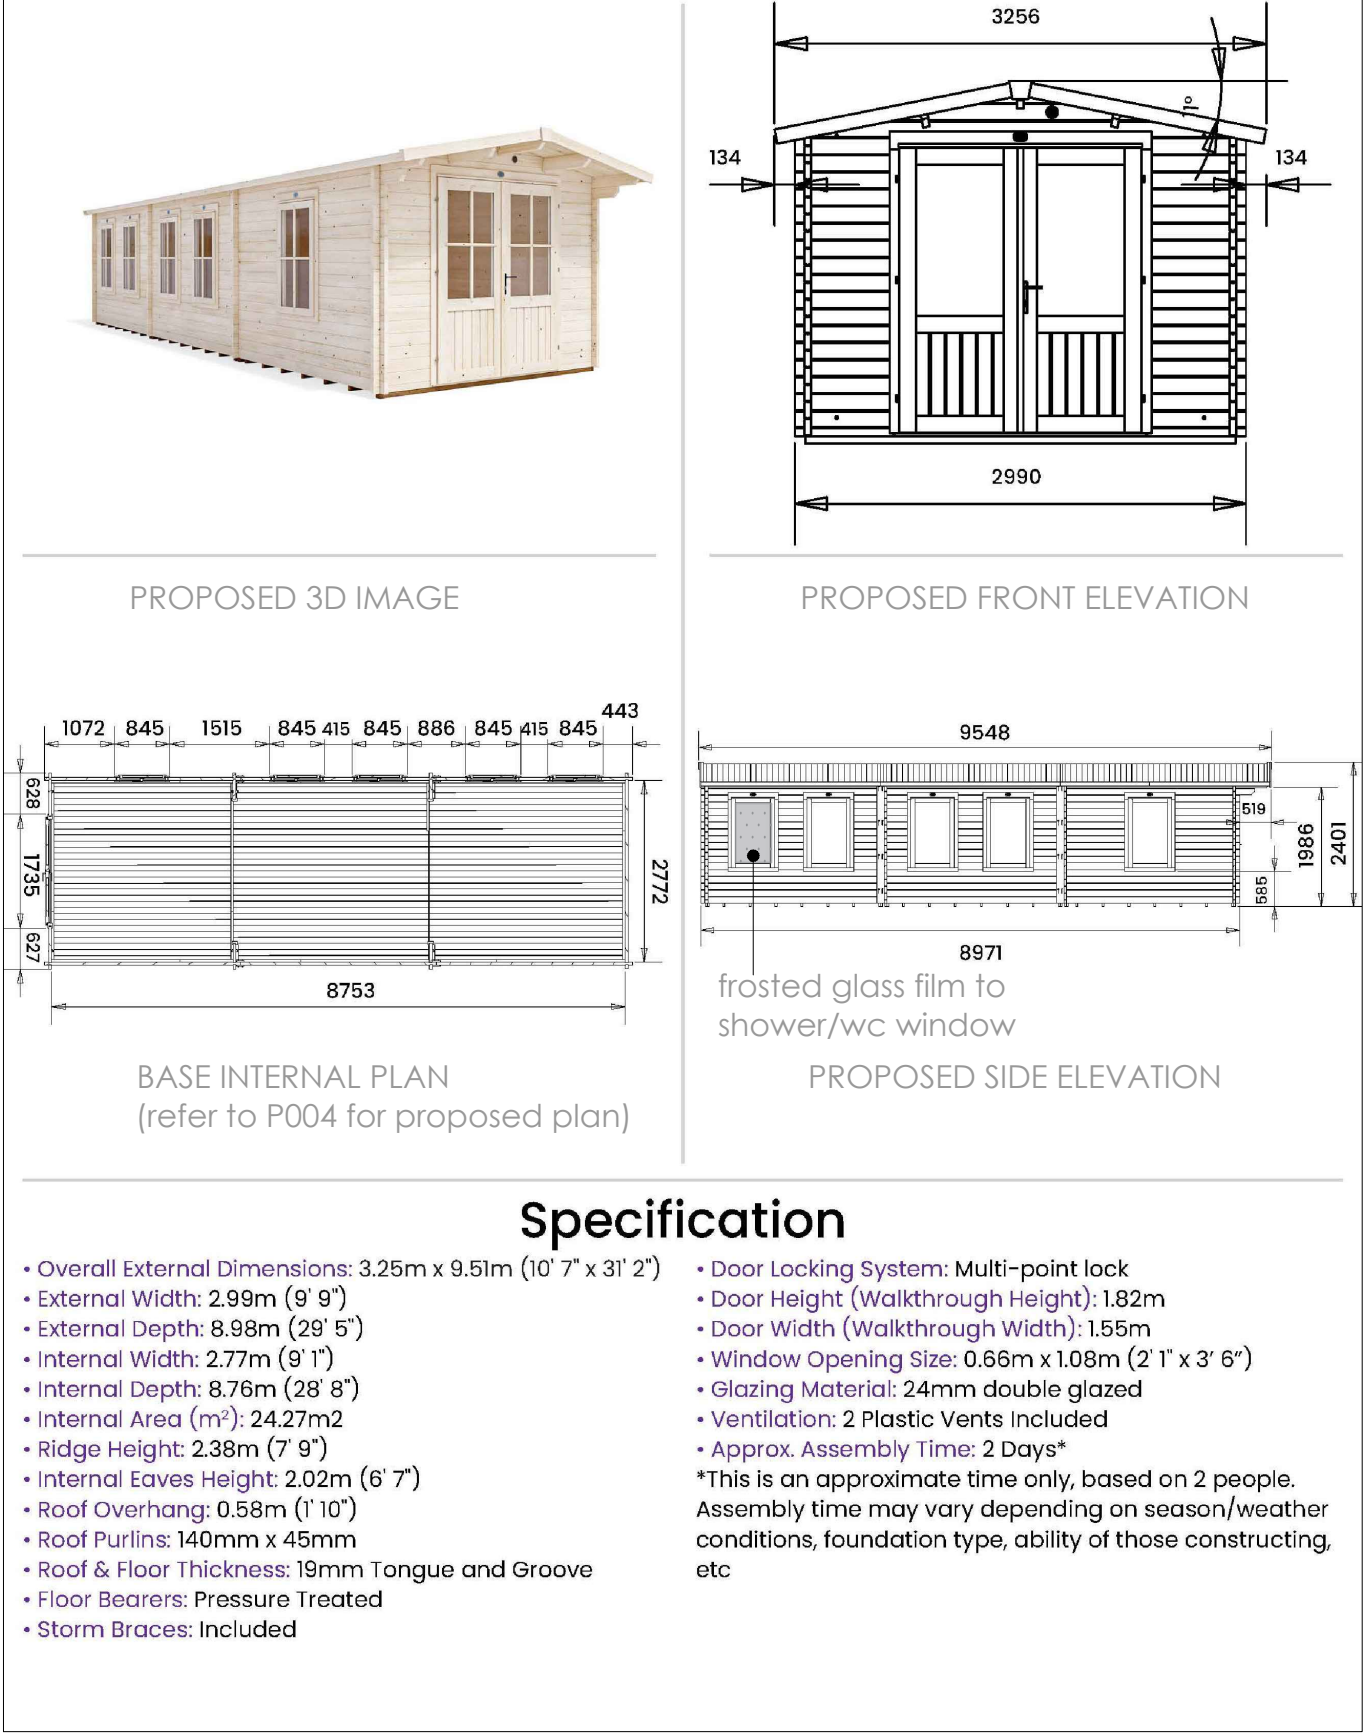 3256
11°
134
134
2990
PROPOSED 3D IMAGE
PROPOSED FRONT ELEVATION
1072 845 1515 845 415 845 886 845 415 845 443
628
1735
627
2772
8753
BASE INTERNAL PLAN
(refer to P004 for proposed plan)
9548
519
585
1986
2401
8971
frosted glass film to
shower/wc window
PROPOSED SIDE ELEVATION
Specification
• Overall External Dimensions: 3.25m x 9.51m (10' 7" x 31' 2")
• External Width: 2.99m (9' 9")
• External Depth: 8.98m (29' 5")
• Internal Width: 2.77m (9' 1")
• Internal Depth: 8.76m (28' 8")
• Internal Area (m²): 24.27m2
• Ridge Height: 2.38m (7' 9")
• Internal Eaves Height: 2.02m (6' 7")
• Roof Overhang: 0.58m (1' 10")
• Roof Purlins: 140mm x 45mm
• Roof & Floor Thickness: 19mm Tongue and Groove
• Floor Bearers: Pressure Treated
• Storm Braces: Included
• Door Locking System: Multi-point lock
• Door Height (Walkthrough Height): 1.82m
• Door Width (Walkthrough Width): 1.55m
• Window Opening Size: 0.66m x 1.08m (2' 1" x 3' 6”)
• Glazing Material: 24mm double glazed
• Ventilation: 2 Plastic Vents Included
• Approx. Assembly Time: 2 Days*
*This is an approximate time only, based on 2 people.
Assembly time may vary depending on season/weather
conditions, foundation type, ability of those constructing,
etc